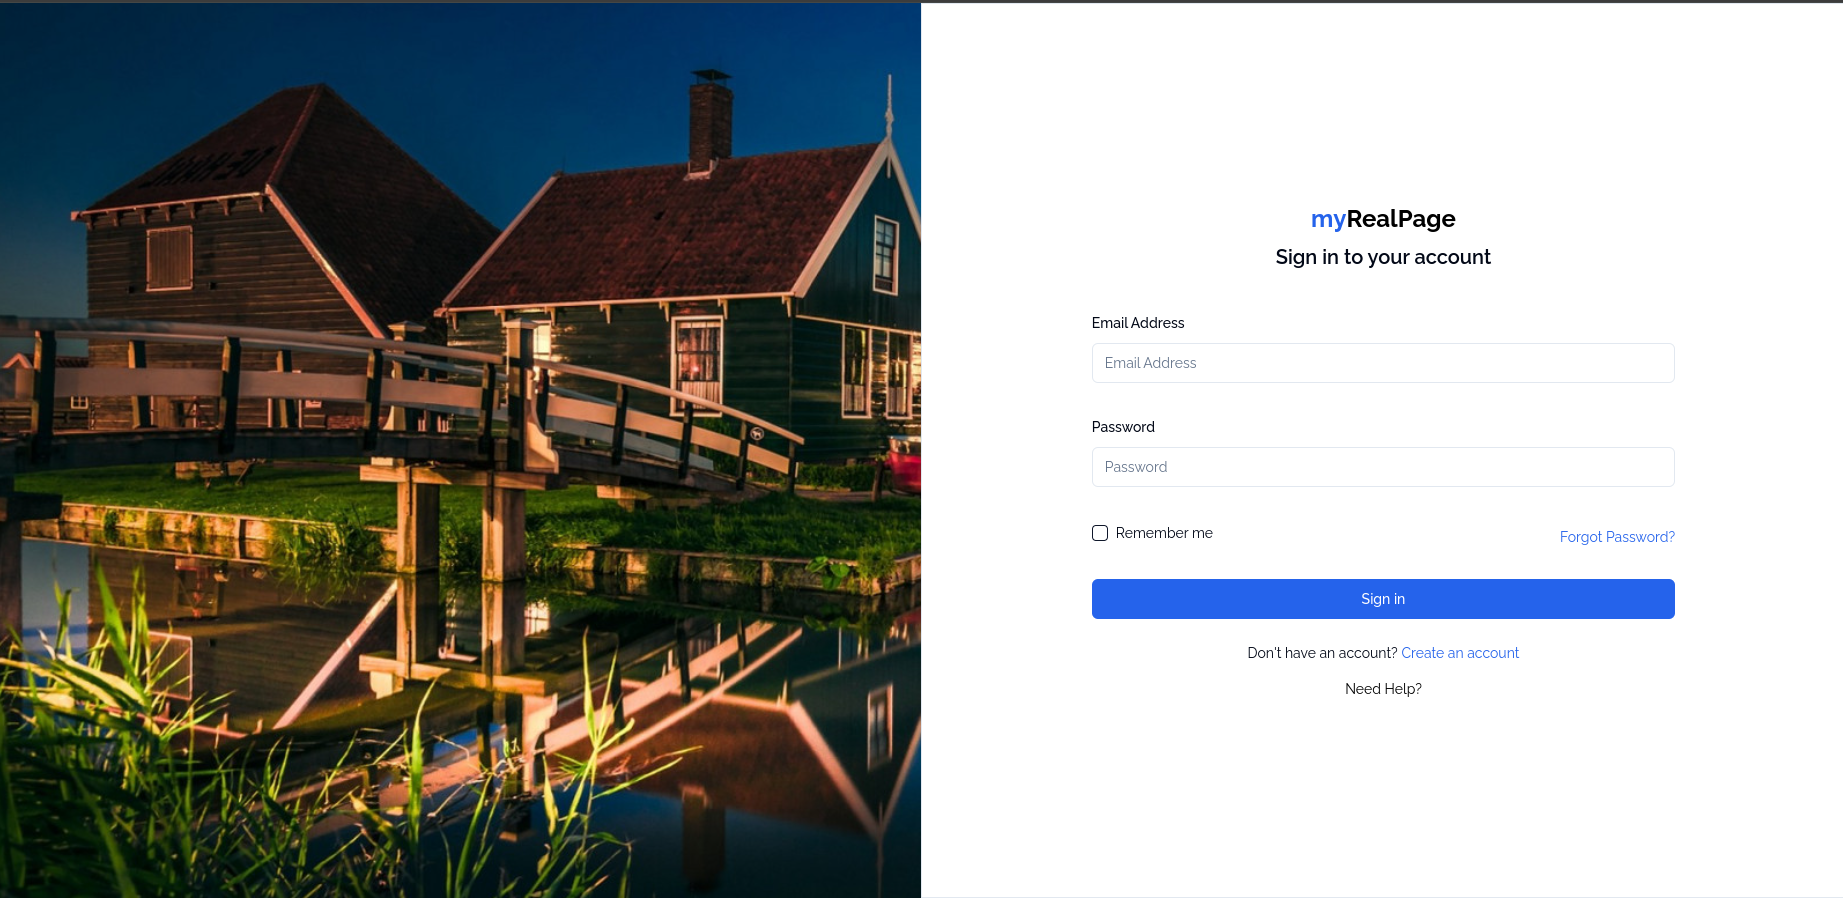 myRealPage
Sign in to your account
Email Address
Email Address
Password
Password
Remember me
Forgot Password?
Sign in
Don't have an account? Create an account
Need Help?